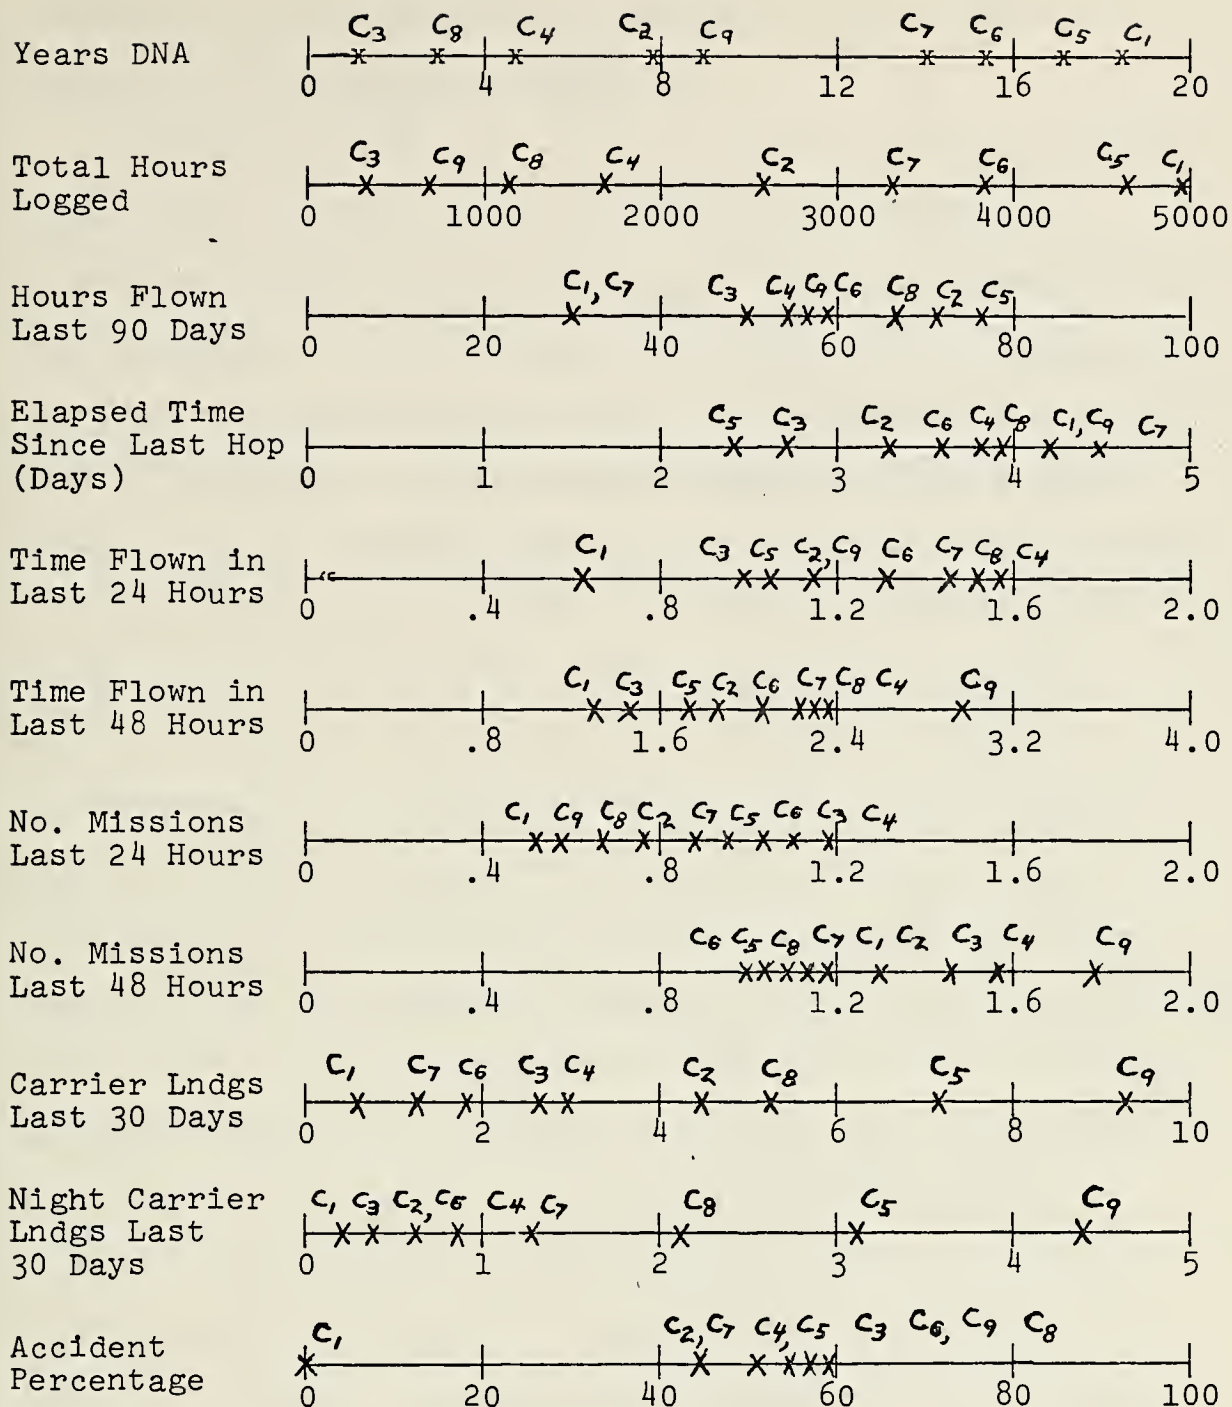 C₃ C₈ C₄ C₂ C₉ C₇ C₆ C₅ C₁
Years DNA
0 4 8 12 16 20
C₃ C₉ C₈ C₄ C₂ C₇ C₆ C₅ C₁
Total Hours
Logged
0 1000 2000 3000 4000 5000
C₁, C₇ C₃ C₄ C₉ C₆ C₈ C₂ C₅
Hours Flown
Last 90 Days
0 20 40 60 80 100
Elapsed Time
C₅ C₃ C₂ C₆ C₄ C₈ C₁, C₉ C₇
Since Last Hop
(Days)
0 1 2 3 4 5
C₁ C₃ C₅ C₂, C₉ C₆ C₇ C₈ C₄
Time Flown in
Last 24 Hours
0 .4 .8 1.2 1.6 2.0
C₁ C₃ C₅ C₂ C₆ C₇ C₈ C₄ C₉
Time Flown in
Last 48 Hours
0 .8 1.6 2.4 3.2 4.0
C₁ C₉ C₈ C₂ C₇ C₅ C₆ C₃ C₄
No. Missions
Last 24 Hours
0 .4 .8 1.2 1.6 2.0
C₆ C₅ C₈ C₇ C₁ C₂ C₃ C₄ C₉
No. Missions
Last 48 Hours
0 .4 .8 1.2 1.6 2.0
C₁ C₇ C₆ C₃ C₄ C₂ C₈ C₅ C₉
Carrier Lndgs
Last 30 Days
0 2 4 6 8 10
Night Carrier
C₁ C₃ C₂, C₆ C₄ C₇ C₈ C₅ C₉
Lndgs Last
30 Days
0 1 2 3 4 5
C₁ C₂, C₇ C₄, C₅ C₃ C₆, C₉ C₈
Accident
Percentage
0 20 40 60 80 100